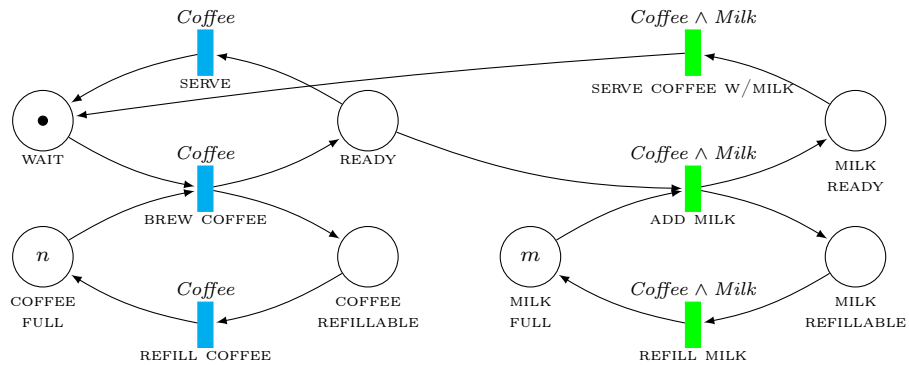 Coffee
Coffee ∧ Milk
SERVE
SERVE COFFEE W/MILK
WAIT
READY
MILK
READY
Coffee
Coffee ∧ Milk
BREW COFFEE
ADD MILK
n
m
COFFEE
FULL
COFFEE
REFILLABLE
MILK
FULL
MILK
REFILLABLE
Coffee
Coffee ∧ Milk
REFILL COFFEE
REFILL MILK